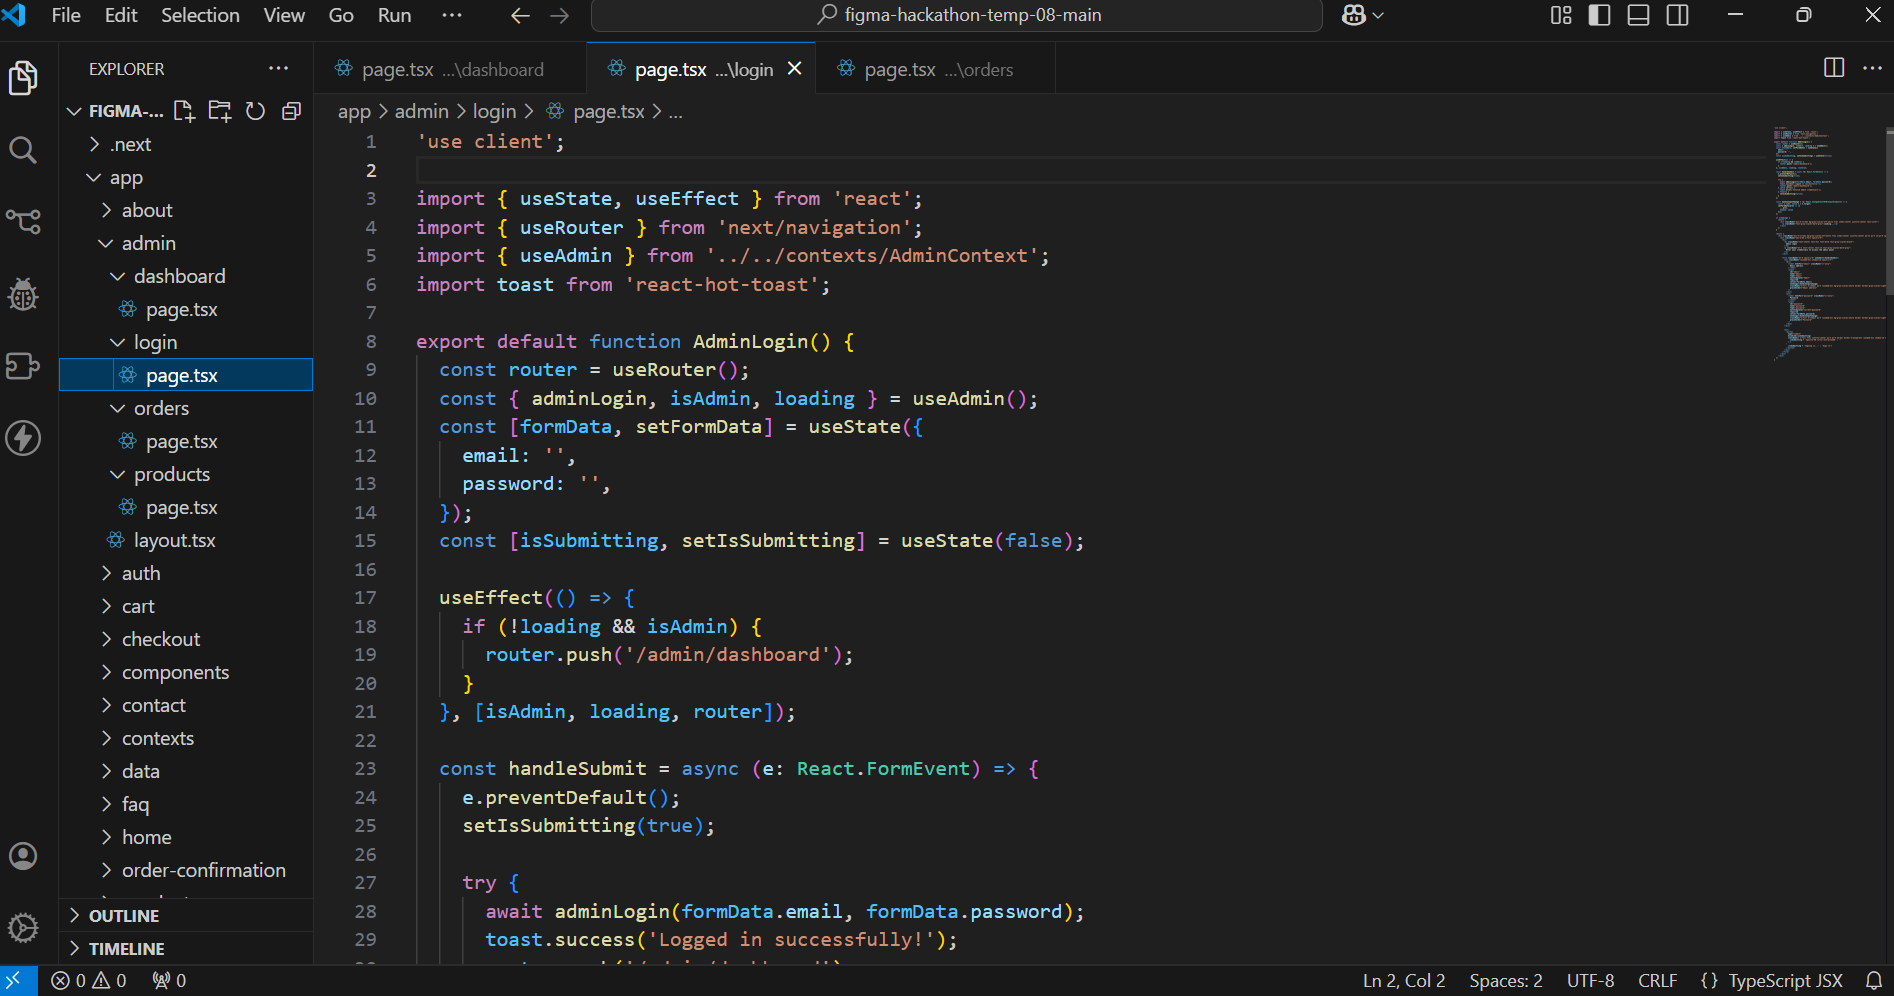 File Edit Selection View Go Run ... figma-hackathon-temp-08-main
EXPLORER ...
FIGMA-...
.next
app
about
admin
dashboard
page.tsx
login
page.tsx
orders
page.tsx
products
page.tsx
layout.tsx
auth
cart
checkout
components
contact
contexts
data
faq
home
order-confirmation
OUTLINE
TIMELINE
page.tsx ...\dashboard page.tsx ...\login page.tsx ...\orders
app > admin > login > page.tsx > ...
1 'use client';
2
3 import { useState, useEffect } from 'react';
4 import { useRouter } from 'next/navigation';
5 import { useAdmin } from '../../contexts/AdminContext';
6 import toast from 'react-hot-toast';
7
8 export default function AdminLogin() {
9 const router = useRouter();
10 const { adminLogin, isAdmin, loading } = useAdmin();
11 const [formData, setFormData] = useState({
12 email: '',
13 password: '',
14 });
15 const [isSubmitting, setIsSubmitting] = useState(false);
16
17 useEffect(() => {
18 if (!loading && isAdmin) {
19 router.push('/admin/dashboard');
20 }
21 }, [isAdmin, loading, router]);
22
23 const handleSubmit = async (e: React.FormEvent) => {
24 e.preventDefault();
25 setIsSubmitting(true);
26
27 try {
28 await adminLogin(formData.email, formData.password);
29 toast.success('Logged in successfully!');
0 0 0 Ln 2, Col 2 Spaces: 2 UTF-8 CRLF {} TypeScript JSX